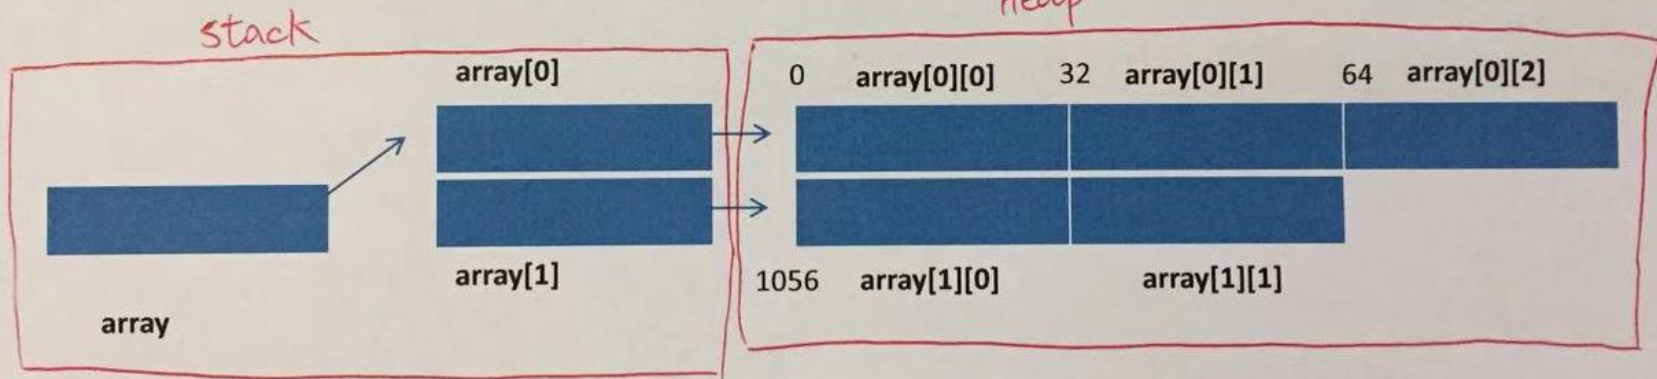 stack
heap
array[0]
0 array[0][0] 32 array[0][1] 64 array[0][2]
array[1]
1056 array[1][0] array[1][1]
array